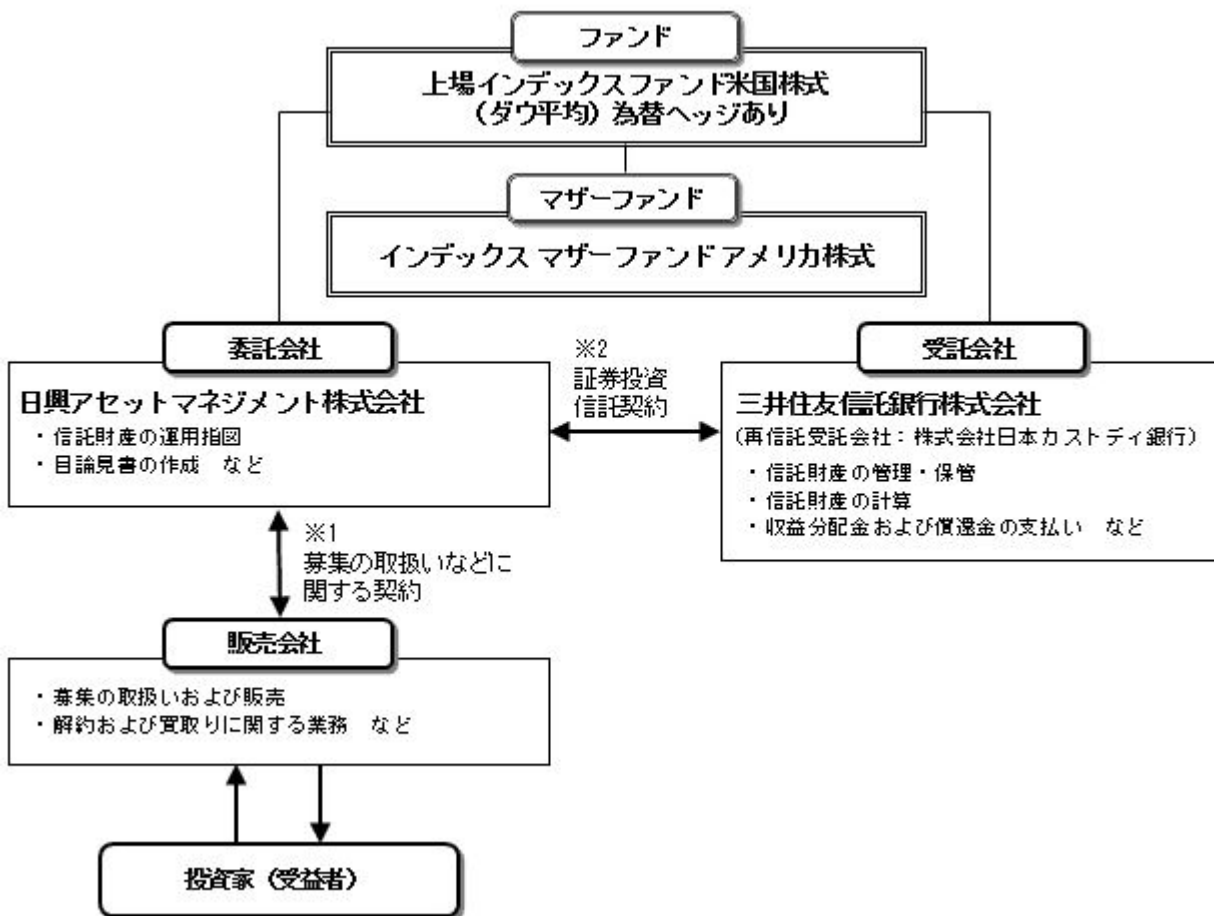 ファンド
上場インデックスファンド米国株式
（ダウ平均）為替ヘッジあり
マザーファンド
インデックス マザーファンド アメリカ株式
委託会社
日興アセットマネジメント株式会社
・信託財産の運用指図
・目論見書の作成　など
※2
証券投資
信託契約
受託会社
三井住友信託銀行株式会社
（再信託受託会社：株式会社日本カストディ銀行）
・信託財産の管理・保管
・信託財産の計算
・収益分配金および償還金の支払い　など
※1
募集の取扱いなどに
関する契約
販売会社
・募集の取扱いおよび販売
・解約および買取りに関する業務　など
投資家（受益者）